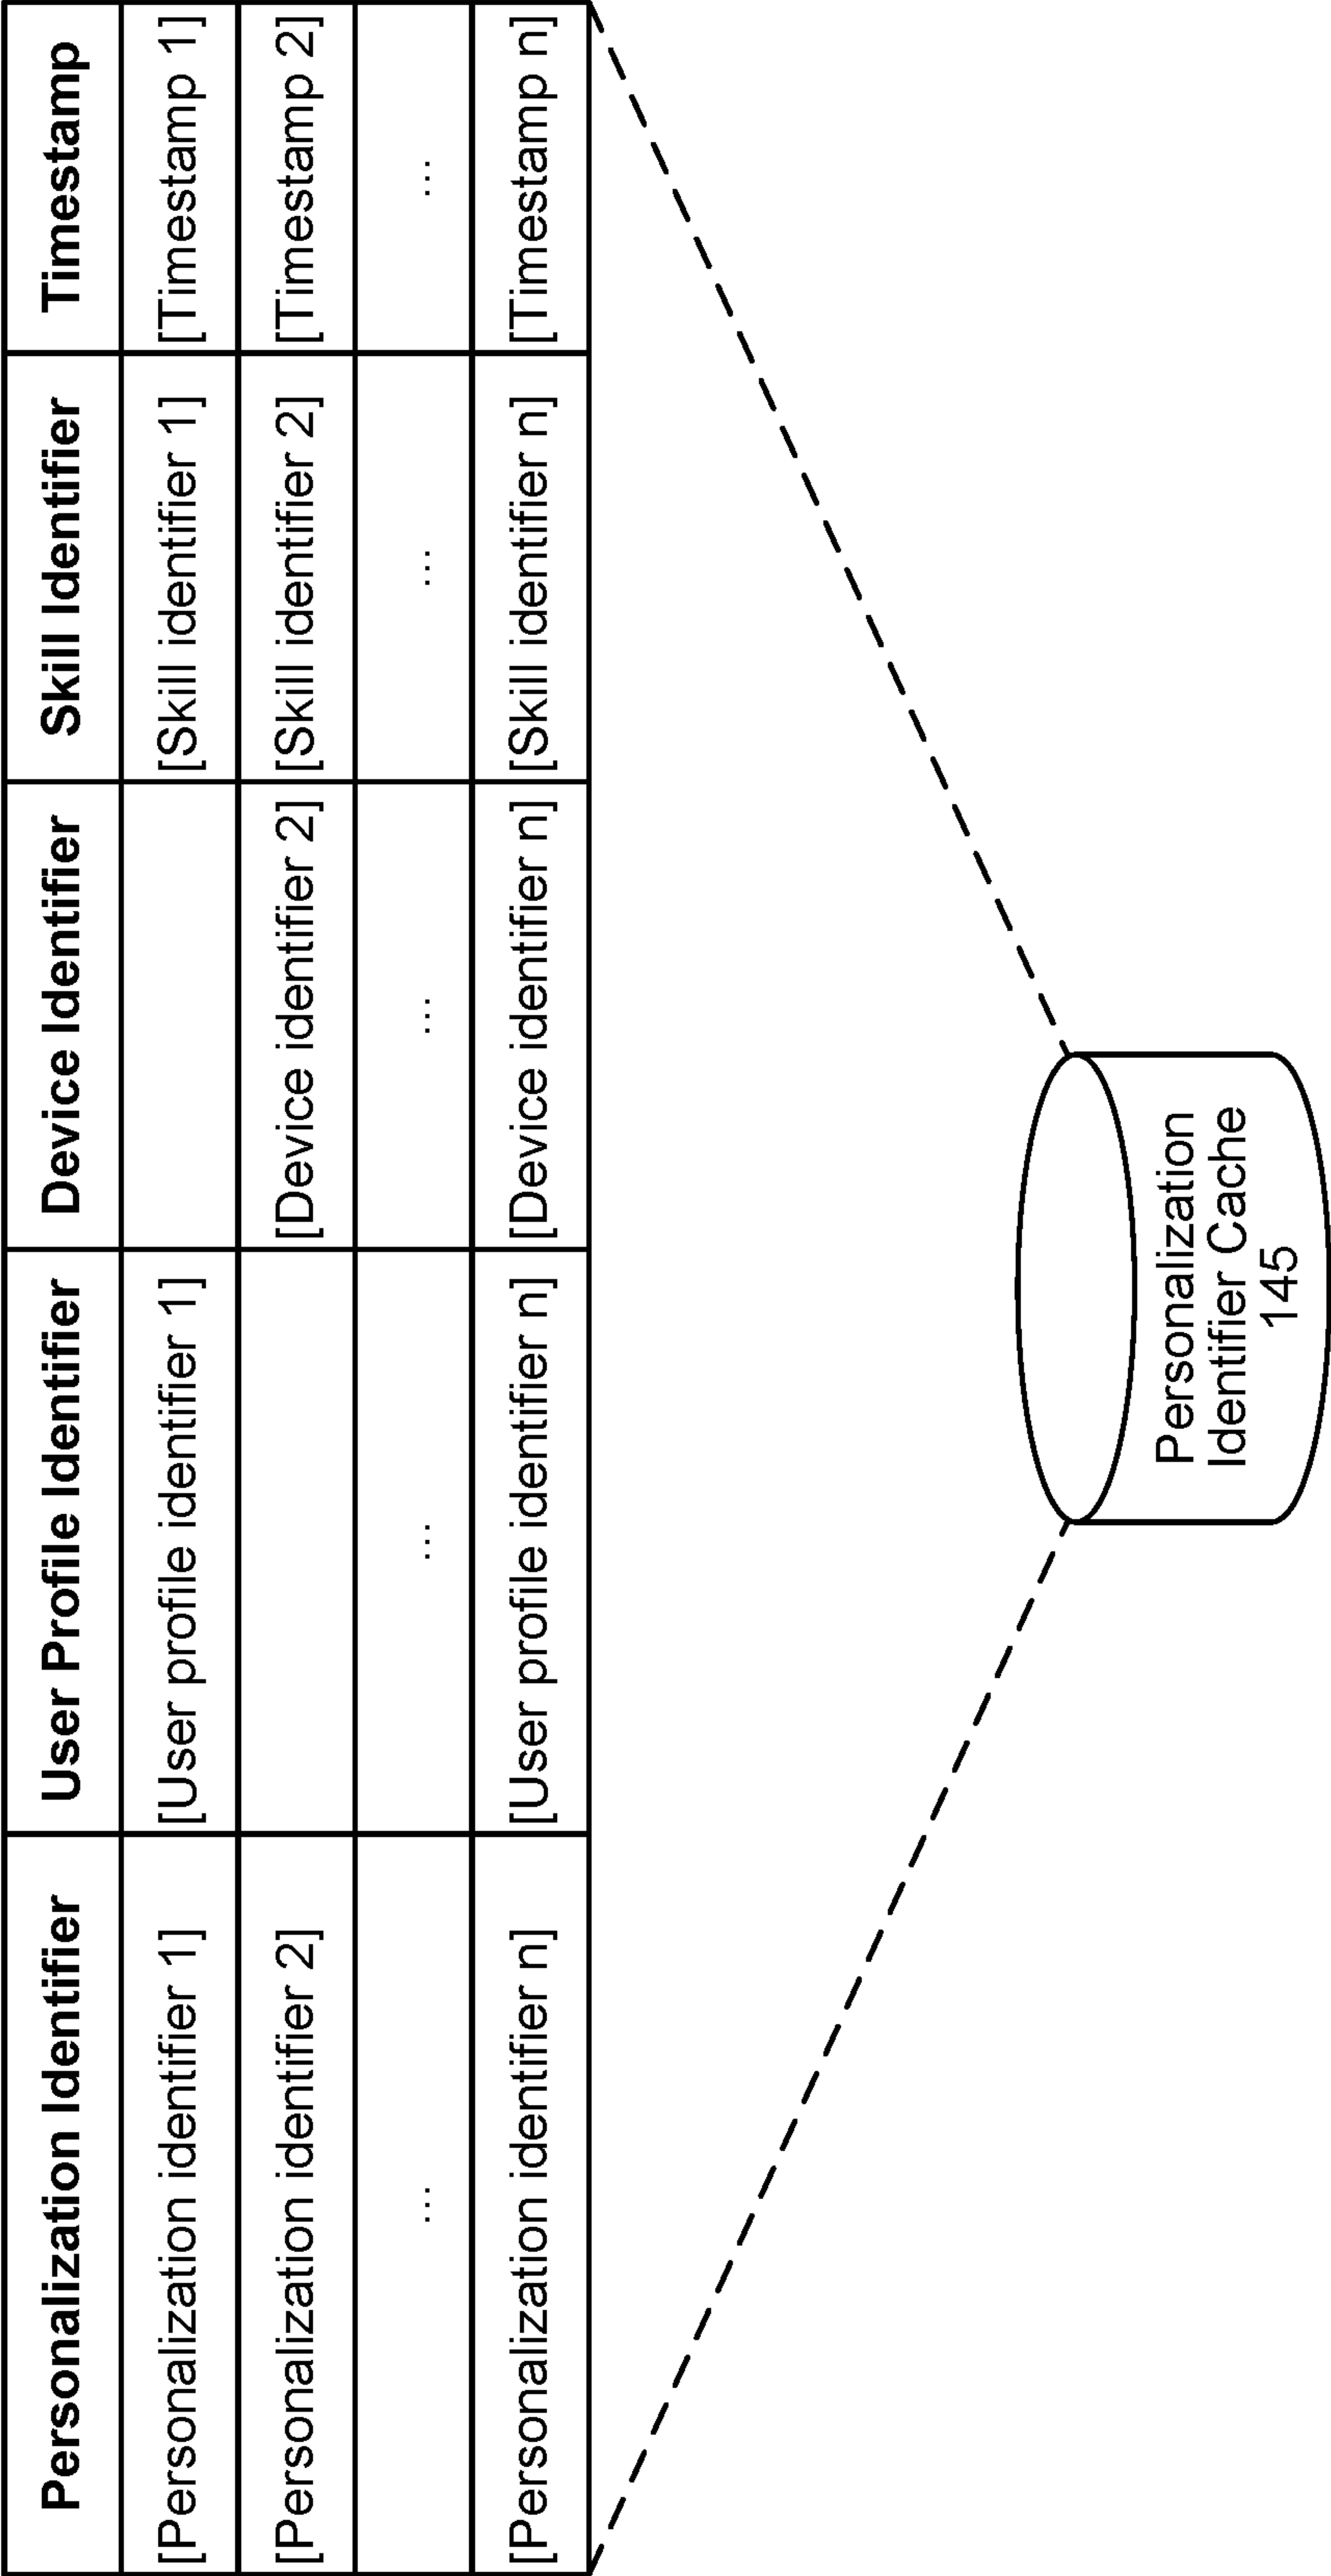 Personalization Identifier User Profile Identifier Device Identifier Skill Identifier Timestamp
[Personalization identifier 1] [User profile identifier 1] [Skill identifier 1] [Timestamp 1]
[Personalization identifier 2] [Device identifier 2] [Skill identifier 2] [Timestamp 2]
... ... ... ... ...
[Personalization identifier n] [User profile identifier n] [Device identifier n] [Skill identifier n] [Timestamp n]
Personalization
Identifier Cache
145